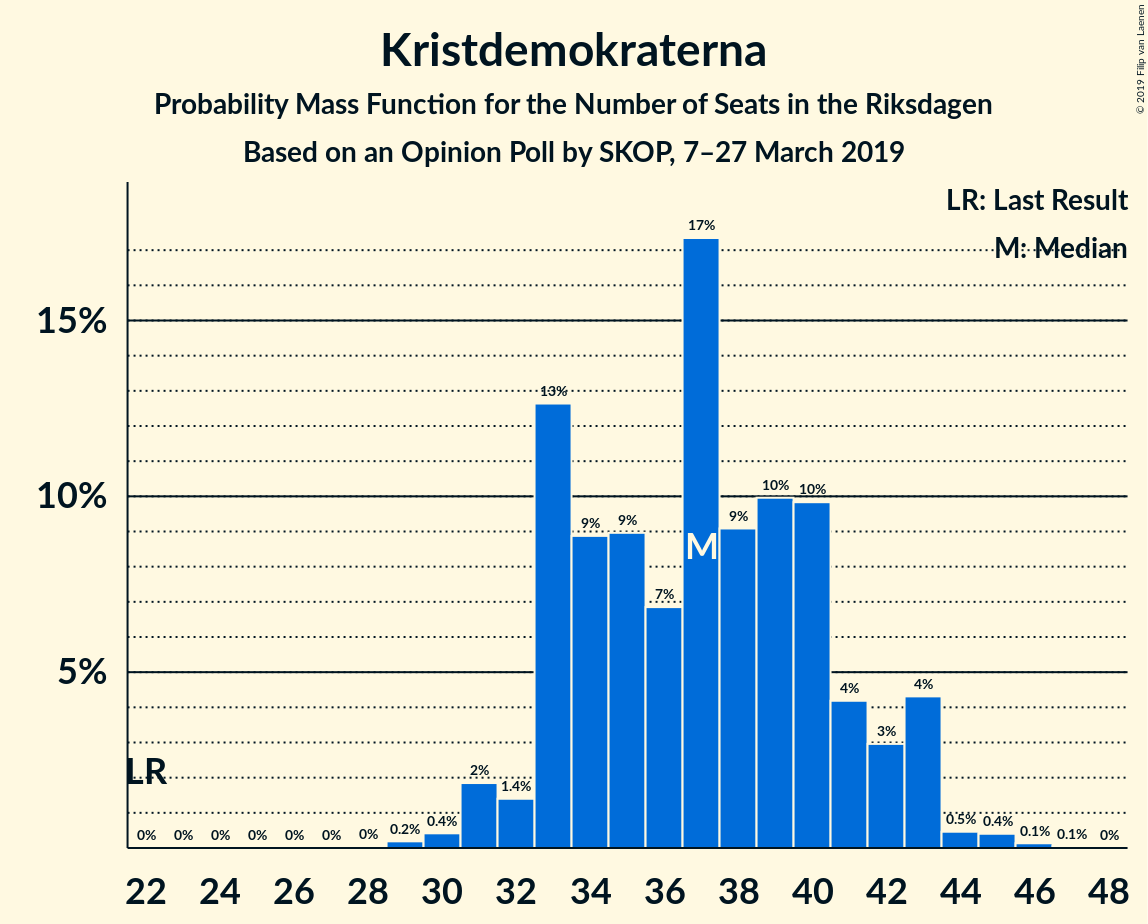 Kristdemokraterna
Probability Mass Function for the Number of Seats in the Riksdagen
Based on an Opinion Poll by SKOP, 7–27 March 2019
© 2019 Filip van Laenen
LR: Last Result
M: Median
15%
10%
5%
LR
M
0% 0% 0% 0% 0% 0% 0% 0.2% 0.4% 2% 1.4% 13% 9% 9% 7% 17% 9% 10% 10% 4% 3% 4% 0.5% 0.4% 0.1% 0.1% 0%
22 24 26 28 30 32 34 36 38 40 42 44 46 48